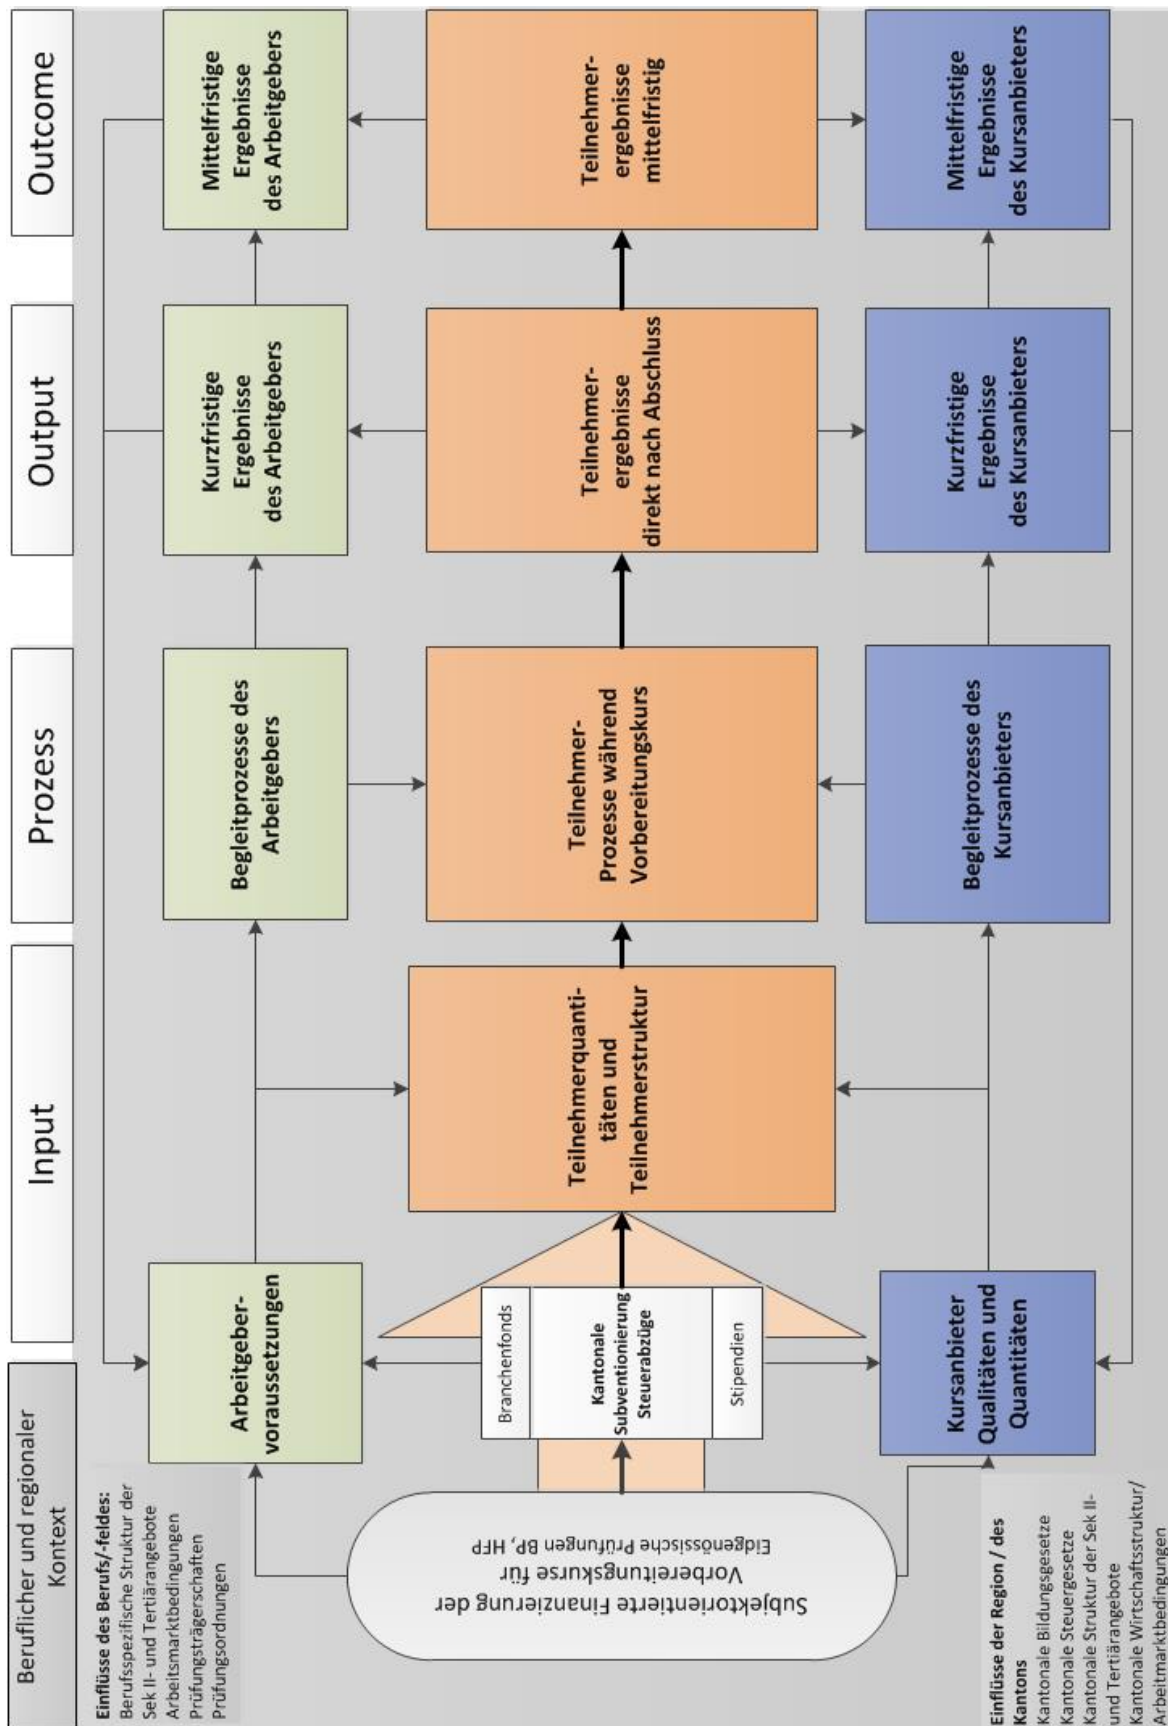 Beruflicher und regionaler
Kontext
Input
Prozess
Output
Outcome
Einflüsse des Berufs/-feldes:
Berufsspezifische Struktur der
Sek II- und Tertiärangebote
Arbeitsmarktbedingungen
Prüfungsträgerschaften
Prüfungsordnungen
Arbeitgeber-
voraussetzungen
Begleitprozesse des
Arbeitgebers
Kurzfristige
Ergebnisse
des Arbeitgebers
Mittelfristige
Ergebnisse
des Arbeitgebers
Subjektorientierte Finanzierung der
Vorbereitungskurse für
Eidgenössische Prüfungen BP, HFP
Branchenfonds
Kantonale
Subventionierung
Steuerabzüge
Stipendien
Teilnehmerquanti-
täten und
Teilnehmerstruktur
Teilnehmer-
Prozesse während
Vorbereitungskurs
Teilnehmer-
ergebnisse
direkt nach Abschluss
Teilnehmer-
ergebnisse
mittelfristig
Einflüsse der Region / des
Kantons
Kantonale Bildungsgesetze
Kantonale Steuergesetze
Kantonale Struktur der Sek II-
und Tertiärangebote
Kantonale Wirtschaftsstruktur/
Arbeitmarktbedingungen
Kursanbieter
Qualitäten und
Quantitäten
Begleitprozesse des
Kursanbieters
Kurzfristige
Ergebnisse
des Kursanbieters
Mittelfristige
Ergebnisse
des Kursanbieters